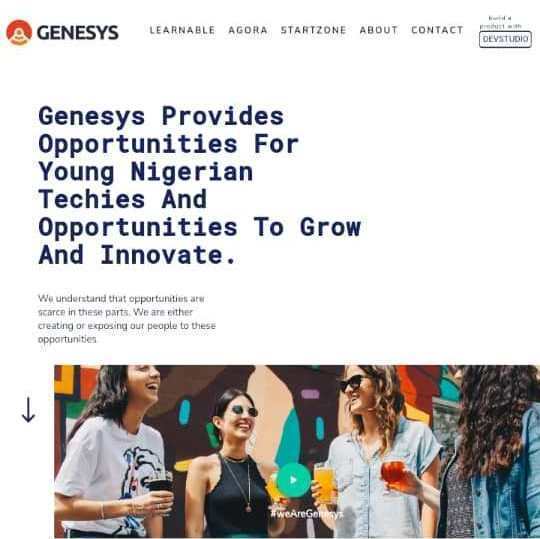 GENESYS
LEARNABLE AGORA STARTZONE ABOUT CONTACT
Build a
product with
DEVSTUDIO
Genesys Provides
Opportunities For
Young Nigerian
Techies And
Opportunities To Grow
And Innovate.
We understand that opportunities are
scarce in these parts. We are either
creating or exposing our people to these
opportunities.
#weAreGenesys